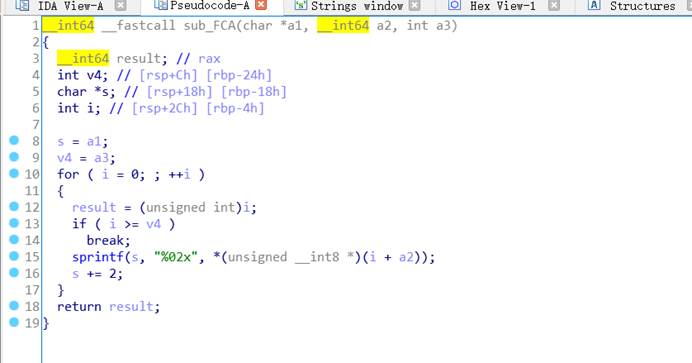 IDA View-A Pseudocode-A Strings window Hex View-1 Structures
1 __int64 __fastcall sub_FCA(char *a1, __int64 a2, int a3)
2 {
3 __int64 result; // rax
4 int v4; // [rsp+Ch] [rbp-24h]
5 char *s; // [rsp+18h] [rbp-18h]
6 int i; // [rsp+2Ch] [rbp-4h]
7
8 s = a1;
9 v4 = a3;
10 for ( i = 0; ; ++i )
11 {
12 result = (unsigned int)i;
13 if ( i >= v4 )
14 break;
15 sprintf(s, "%02x", *(unsigned __int8 *)(i + a2));
16 s += 2;
17 }
18 return result;
19 }